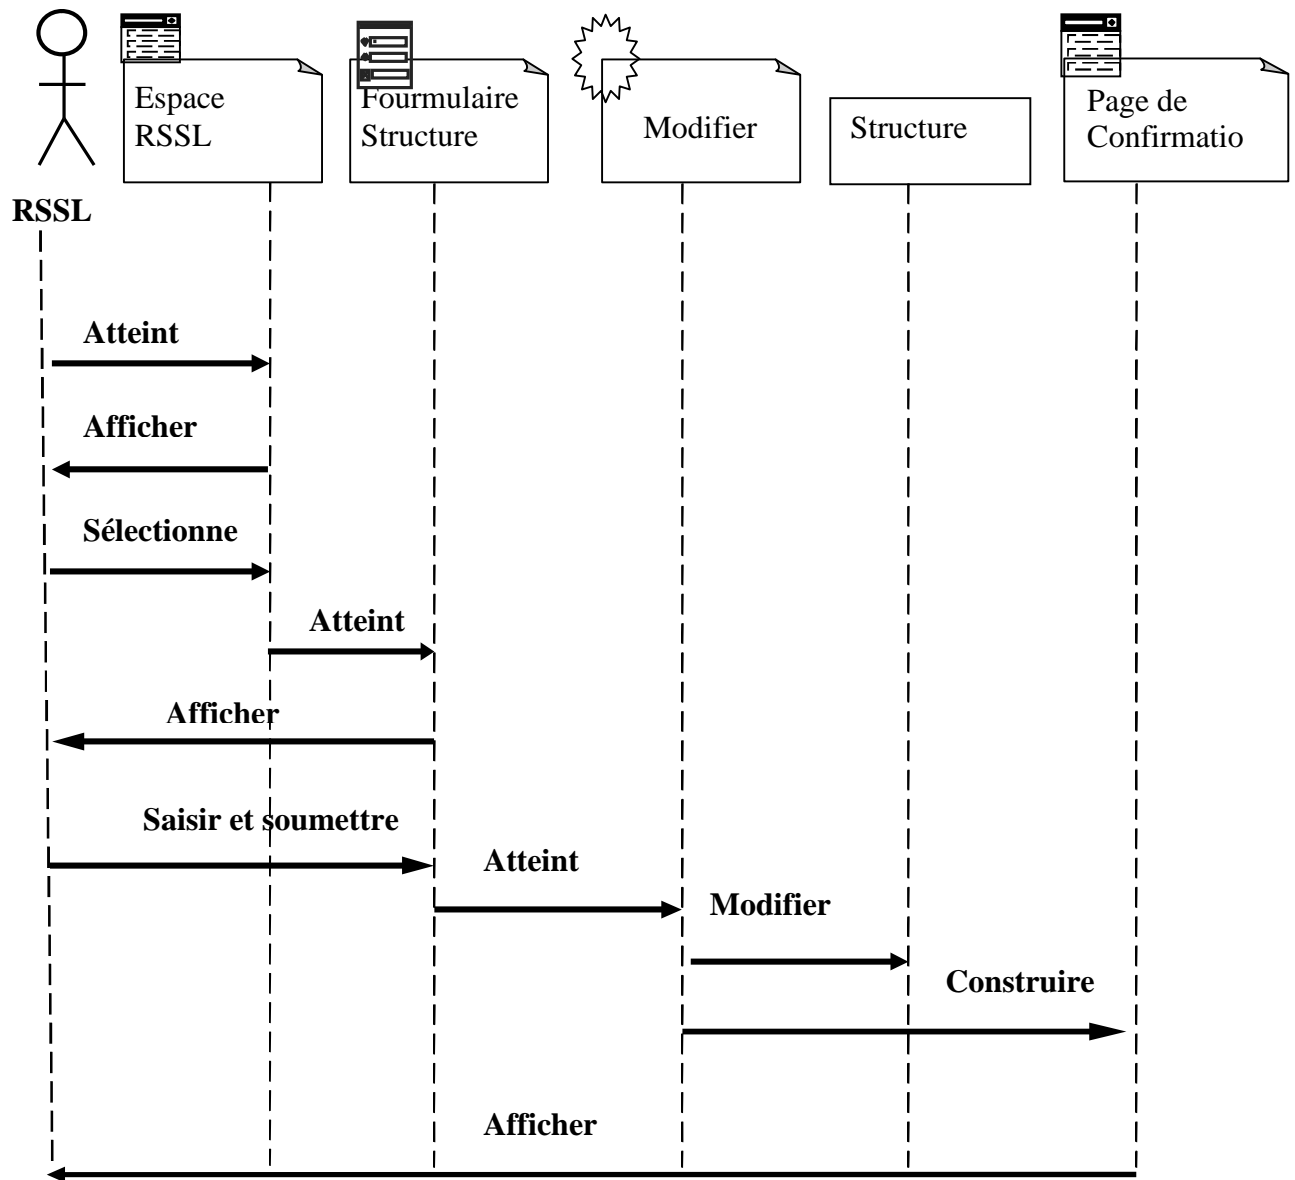 Espace
RSSL
Fourmulaire
Structure
Modifier
Structure
Page de
Confirmatio
RSSL
Atteint
Afficher
Sélectionne
Atteint
Afficher
Saisir et soumettre
Atteint
Modifier
Construire
Afficher